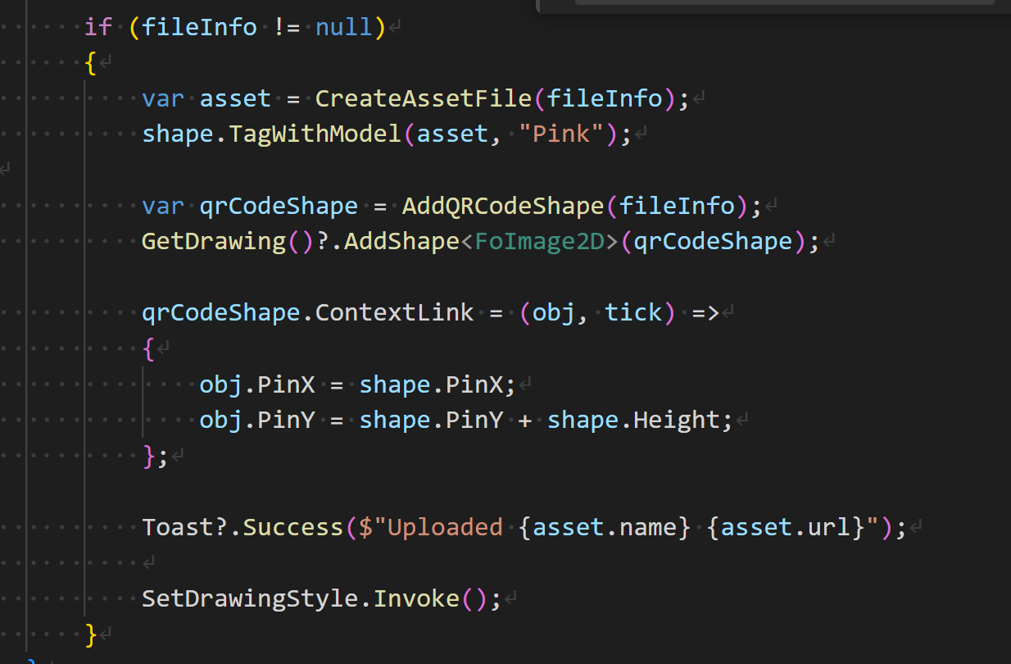 if (fileInfo != null)
{
var asset = CreateAssetFile(fileInfo);
shape.TagWithModel(asset, "Pink");
var qrCodeShape = AddQRCodeShape(fileInfo);
GetDrawing()?.AddShape<FoImage2D>(qrCodeShape);
qrCodeShape.ContextLink = (obj, tick) =>
{
obj.PinX = shape.PinX;
obj.PinY = shape.PinY + shape.Height;
};
Toast?.Success($"Uploaded {asset.name} {asset.url}");
SetDrawingStyle.Invoke();
}